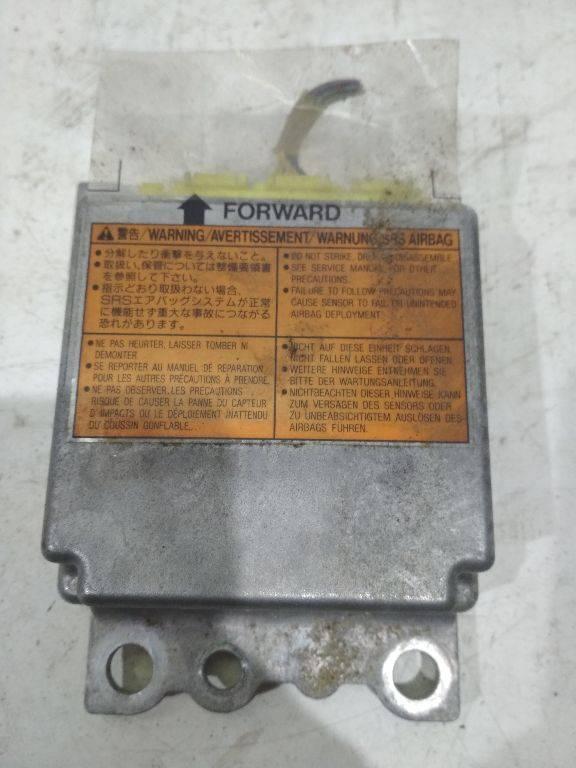 FORWARD
警告/WARNING/AVERTISSEMENT/WARNUNG SRS AIRBAG
● 分解したり衝撃を与えないこと。
● 取扱い、保管については整備要領書
を参照して下さい。
● 指示どおり取扱わない場合、
SRSエアバッグシステムが正常
に機能せず重大な事故につながる
恐れがあります。
● DO NOT STRIKE, DROP OR DISASSEMBLE.
● SEE SERVICE MANUAL FOR OTHER
PRECAUTIONS.
● FAILURE TO FOLLOW PRECAUTIONS MAY
CAUSE SENSOR TO FAIL OR UNINTENDED
AIRBAG DEPLOYMENT.
● NE PAS HEURTER, LAISSER TOMBER NI
DEMONTER
● SE REPORTER AU MANUEL DE REPARATION
POUR LES AUTRES PRÉCAUTIONS A PRENDRE.
● NE PAS OBSERVER, LES PRECAUTIONS
RISQUE DE CAUSER LA PANNE DU CAPTEUR
D'IMPACTS OU LE DÉPLOIEMENT INATTENDU
DU COUSSIN GONFLABLE.
● NICHT AUF DIESE EINHEIT SCHLAGEN,
NICHT FALLEN LASSEN ODER ÖFFENEN.
● WEITERE HINWEISE ENTNEHMEN SIE
BITTE DER WARTUNGSANLEITUNG.
● NICHTBEACHTEN DIESER HINWEISE KANN
ZUM VERSAGEN DES SENSORS ODER
ZU UNBEABSICHTIGTEM AUSLÖSEN DES
AIRBAGS FÜHREN.